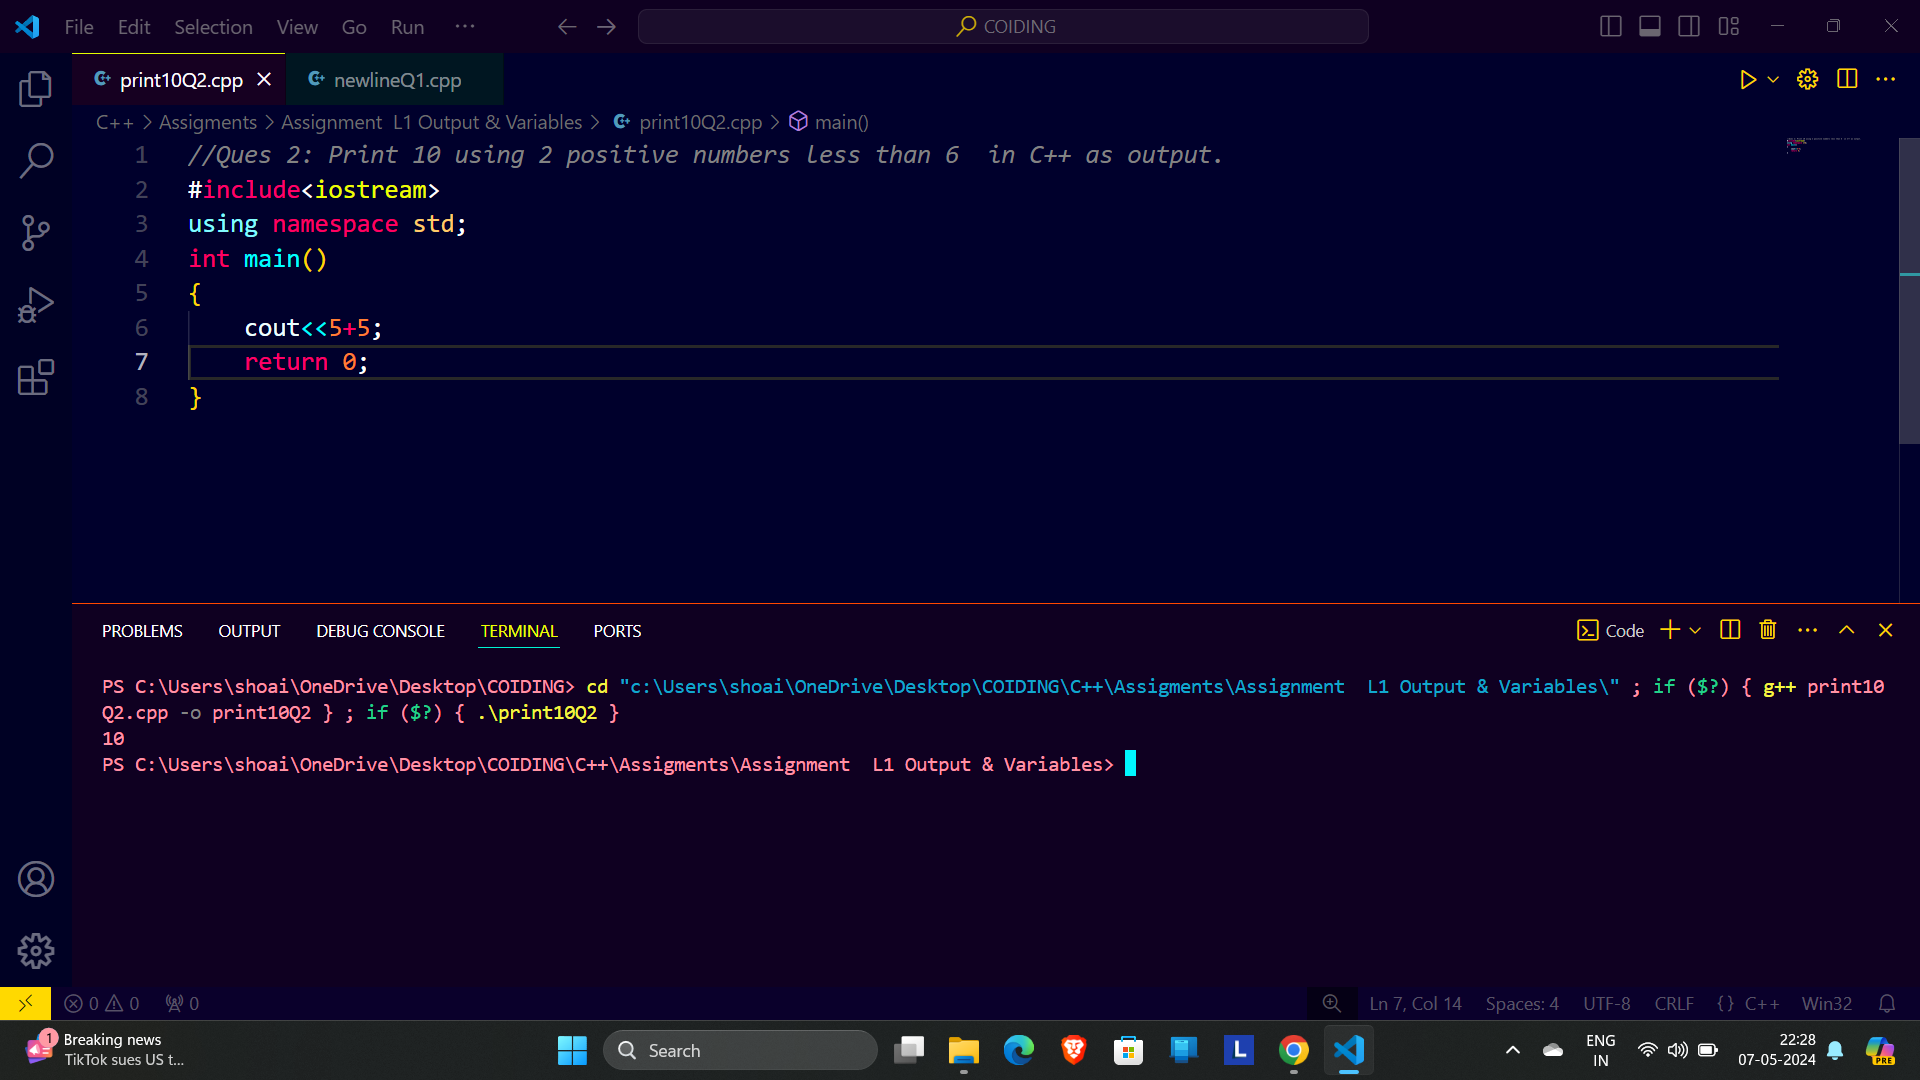 File Edit Selection View Go Run ··· COIDING
print10Q2.cpp newlineQ1.cpp
C++ > Assigments > Assignment  L1 Output & Variables > print10Q2.cpp > main()
1 //Ques 2: Print 10 using 2 positive numbers less than 6  in C++ as output.
2 #include<iostream>
3 using namespace std;
4 int main()
5 {
6     cout<<5+5;
7     return 0;
8 }
PROBLEMS OUTPUT DEBUG CONSOLE TERMINAL PORTS Code
PS C:\Users\shoai\OneDrive\Desktop\COIDING> cd "c:\Users\shoai\OneDrive\Desktop\COIDING\C++\Assigments\Assignment  L1 Output & Variables\" ; if ($?) { g++ print10
Q2.cpp -o print10Q2 } ; if ($?) { .\print10Q2 }
10
PS C:\Users\shoai\OneDrive\Desktop\COIDING\C++\Assigments\Assignment  L1 Output & Variables>
0 0 0 Ln 7, Col 14 Spaces: 4 UTF-8 CRLF {} C++ Win32
1 Breaking news
TikTok sues US t...
Search
L
ENG
IN
22:28
07-05-2024
PRE